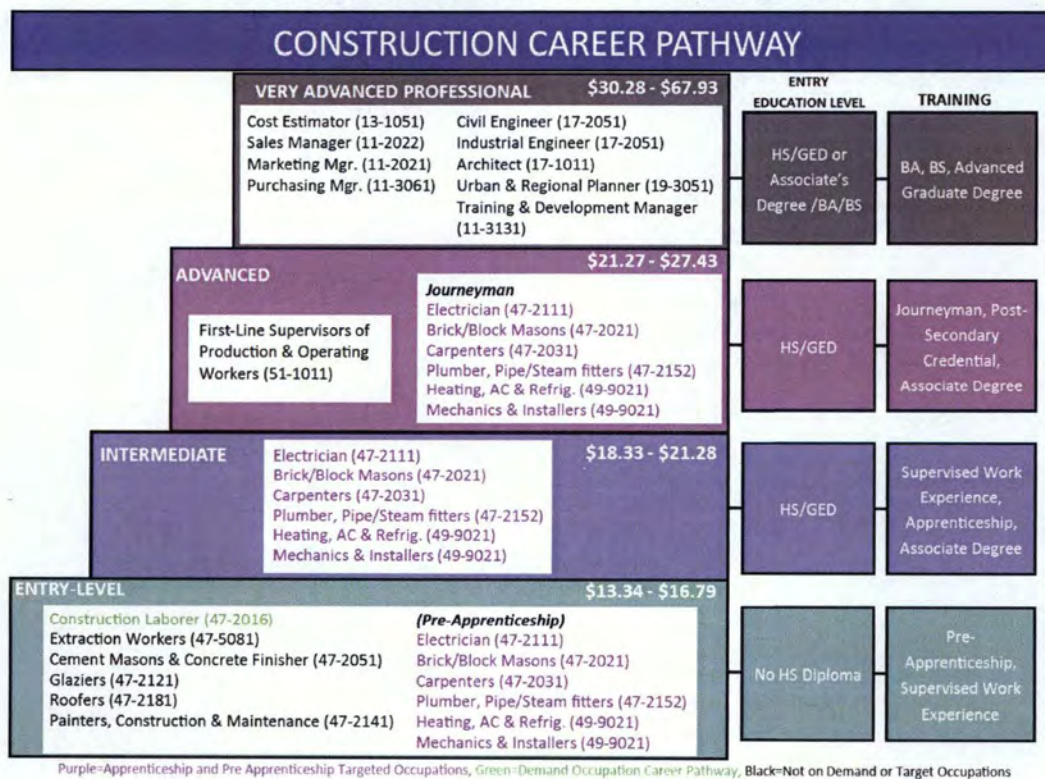 CONSTRUCTION CAREER PATHWAY
VERY ADVANCED PROFESSIONAL
$30.28 - $67.93
Cost Estimator (13-1051)
Sales Manager (11-2022)
Marketing Mgr. (11-2021)
Purchasing Mgr. (11-3061)
Civil Engineer (17-2051)
Industrial Engineer (17-2051)
Architect (17-1011)
Urban & Regional Planner (19-3051)
Training & Development Manager
(11-3131)
ENTRY
EDUCATION LEVEL
TRAINING
HS/GED or
Associate's
Degree /BA/BS
BA, BS, Advanced
Graduate Degree
ADVANCED
$21.27 - $27.43
First-Line Supervisors of
Production & Operating
Workers (51-1011)
Journeyman
Electrician (47-2111)
Brick/Block Masons (47-2021)
Carpenters (47-2031)
Plumber, Pipe/Steam fitters (47-2152)
Heating, AC & Refrig. (49-9021)
Mechanics & Installers (49-9021)
HS/GED
Journeyman, Post-
Secondary
Credential,
Associate Degree
INTERMEDIATE
$18.33 - $21.28
Electrician (47-2111)
Brick/Block Masons (47-2021)
Carpenters (47-2031)
Plumber, Pipe/Steam fitters (47-2152)
Heating, AC & Refrig. (49-9021)
Mechanics & Installers (49-9021)
HS/GED
Supervised Work
Experience,
Apprenticeship,
Associate Degree
ENTRY-LEVEL
$13.34 - $16.79
Construction Laborer (47-2016)
Extraction Workers (47-5081)
Cement Masons & Concrete Finisher (47-2051)
Glaziers (47-2121)
Roofers (47-2181)
Painters, Construction & Maintenance (47-2141)
(Pre-Apprenticeship)
Electrician (47-2111)
Brick/Block Masons (47-2021)
Carpenters (47-2031)
Plumber, Pipe/Steam fitters (47-2152)
Heating, AC & Refrig. (49-9021)
Mechanics & Installers (49-9021)
No HS Diploma
Pre-
Apprenticeship,
Supervised Work
Experience
Purple=Apprenticeship and Pre Apprenticeship Targeted Occupations, Green=Demand Occupation Career Pathway, Black=Not on Demand or Target Occupations